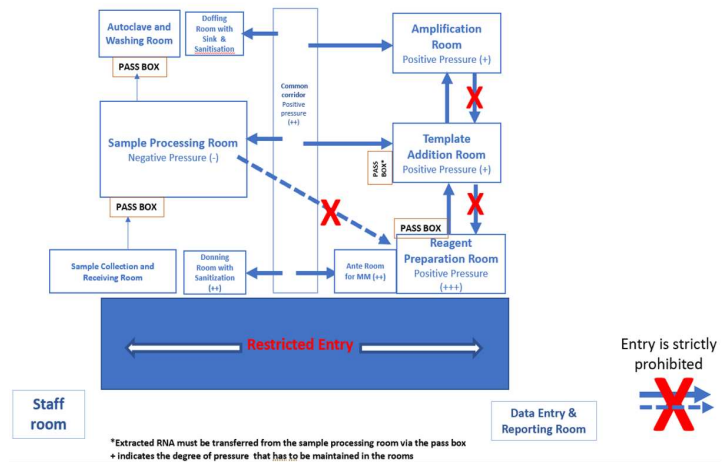 Autoclave and
Washing Room
PASS BOX
Doffing
Room with
Sink &
Sanitisation
Common
corridor
Positive
pressure
(++)
Amplification
Room
Positive Pressure (+)
X
Sample Processing Room
Negative Pressure (-)
PASS BOX
Template
Addition Room
Positive Pressure (+)
PASS
BOX*
X
X
PASS BOX
Sample Collection and
Receiving Room
Donning
Room with
Sanitization
(++)
Ante Room
for MM (++)
Reagent
Preparation Room
Positive Pressure
(+++)
Restricted Entry
Entry is strictly
prohibited
X
Staff
room
Data Entry &
Reporting Room
*Extracted RNA must be transferred from the sample processing room via the pass box
+ indicates the degree of pressure that has to be maintained in the rooms